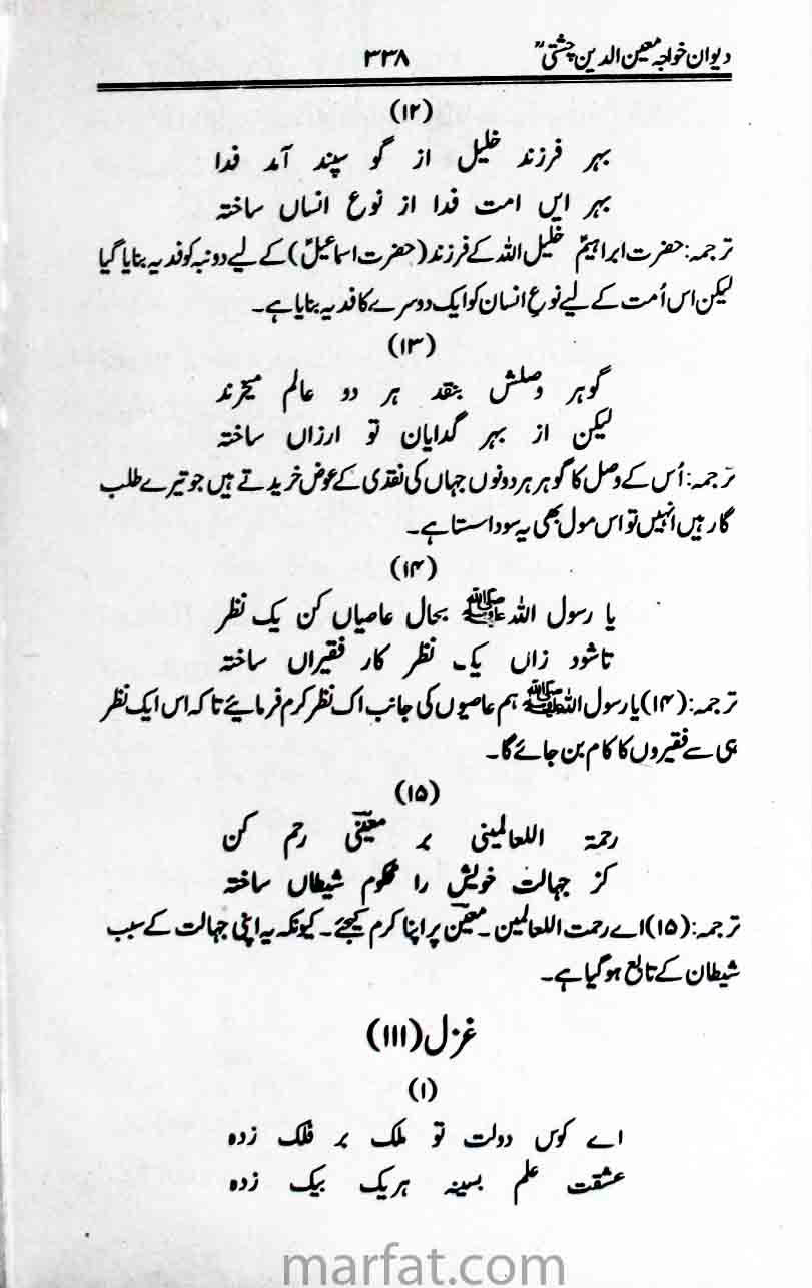 دیوان خواجہ معین الدین چشتیؒ ۳۳۸
(۱۲)
بہر فرزند خلیل از گو سپند آمد فدا
بہر ایں امت فدا از نوع انساں ساختہ
ترجمہ: حضرت ابراہیمؑ خلیل اللہ کے فرزند (حضرت اسماعیلؑ) کے لیے دونبہ کو فدیہ بنایا گیا
لیکن اس اُمت کے لیے نوعِ انسان کو ایک دوسرے کا فدیہ بنایا ہے۔
(۱۳)
گوہر وصلش بنقد ہر دو عالم میخرند
لیکن از بہر گدایان تو ارزاں ساختہ
ترجمہ: اُس کے وصل کا گوہر ہر دونوں جہاں کی نقدی کے عوض خریدتے ہیں جو تیرے طلب
گار ہیں انہیں تو اس مول بھی یہ سودا سستا ہے۔
(۱۴)
یا رسول اللہ ﷺ بحال عاصیاں کن یک نظر
تاشود زاں یک نظر کار فقیراں ساختہ
ترجمہ: (۱۴) یا رسول اللہ ﷺ ہم عاصیوں کی جانب اک نظر کرم فرمایئے تاکہ اس ایک نظر
ہی سے فقیروں کا کام بن جائے گا۔
(۱۵)
رحمۃ اللعالمینی بر معینی رحم کن
کز جہالت خویش را محکوم شیطاں ساختہ
ترجمہ: (۱۵) اے رحمت اللعالمین۔ معین پر اپنا کرم کیجئے۔ کیونکہ یہ اپنی جہالت کے سبب
شیطان کے تابع ہو گیا ہے۔
غزل (۱۱۱)
(۱)
اے کوس دولت تو ملک بر فلک زدہ
عشقت علم بسینہ ہریک بیک زدہ
marfat.com